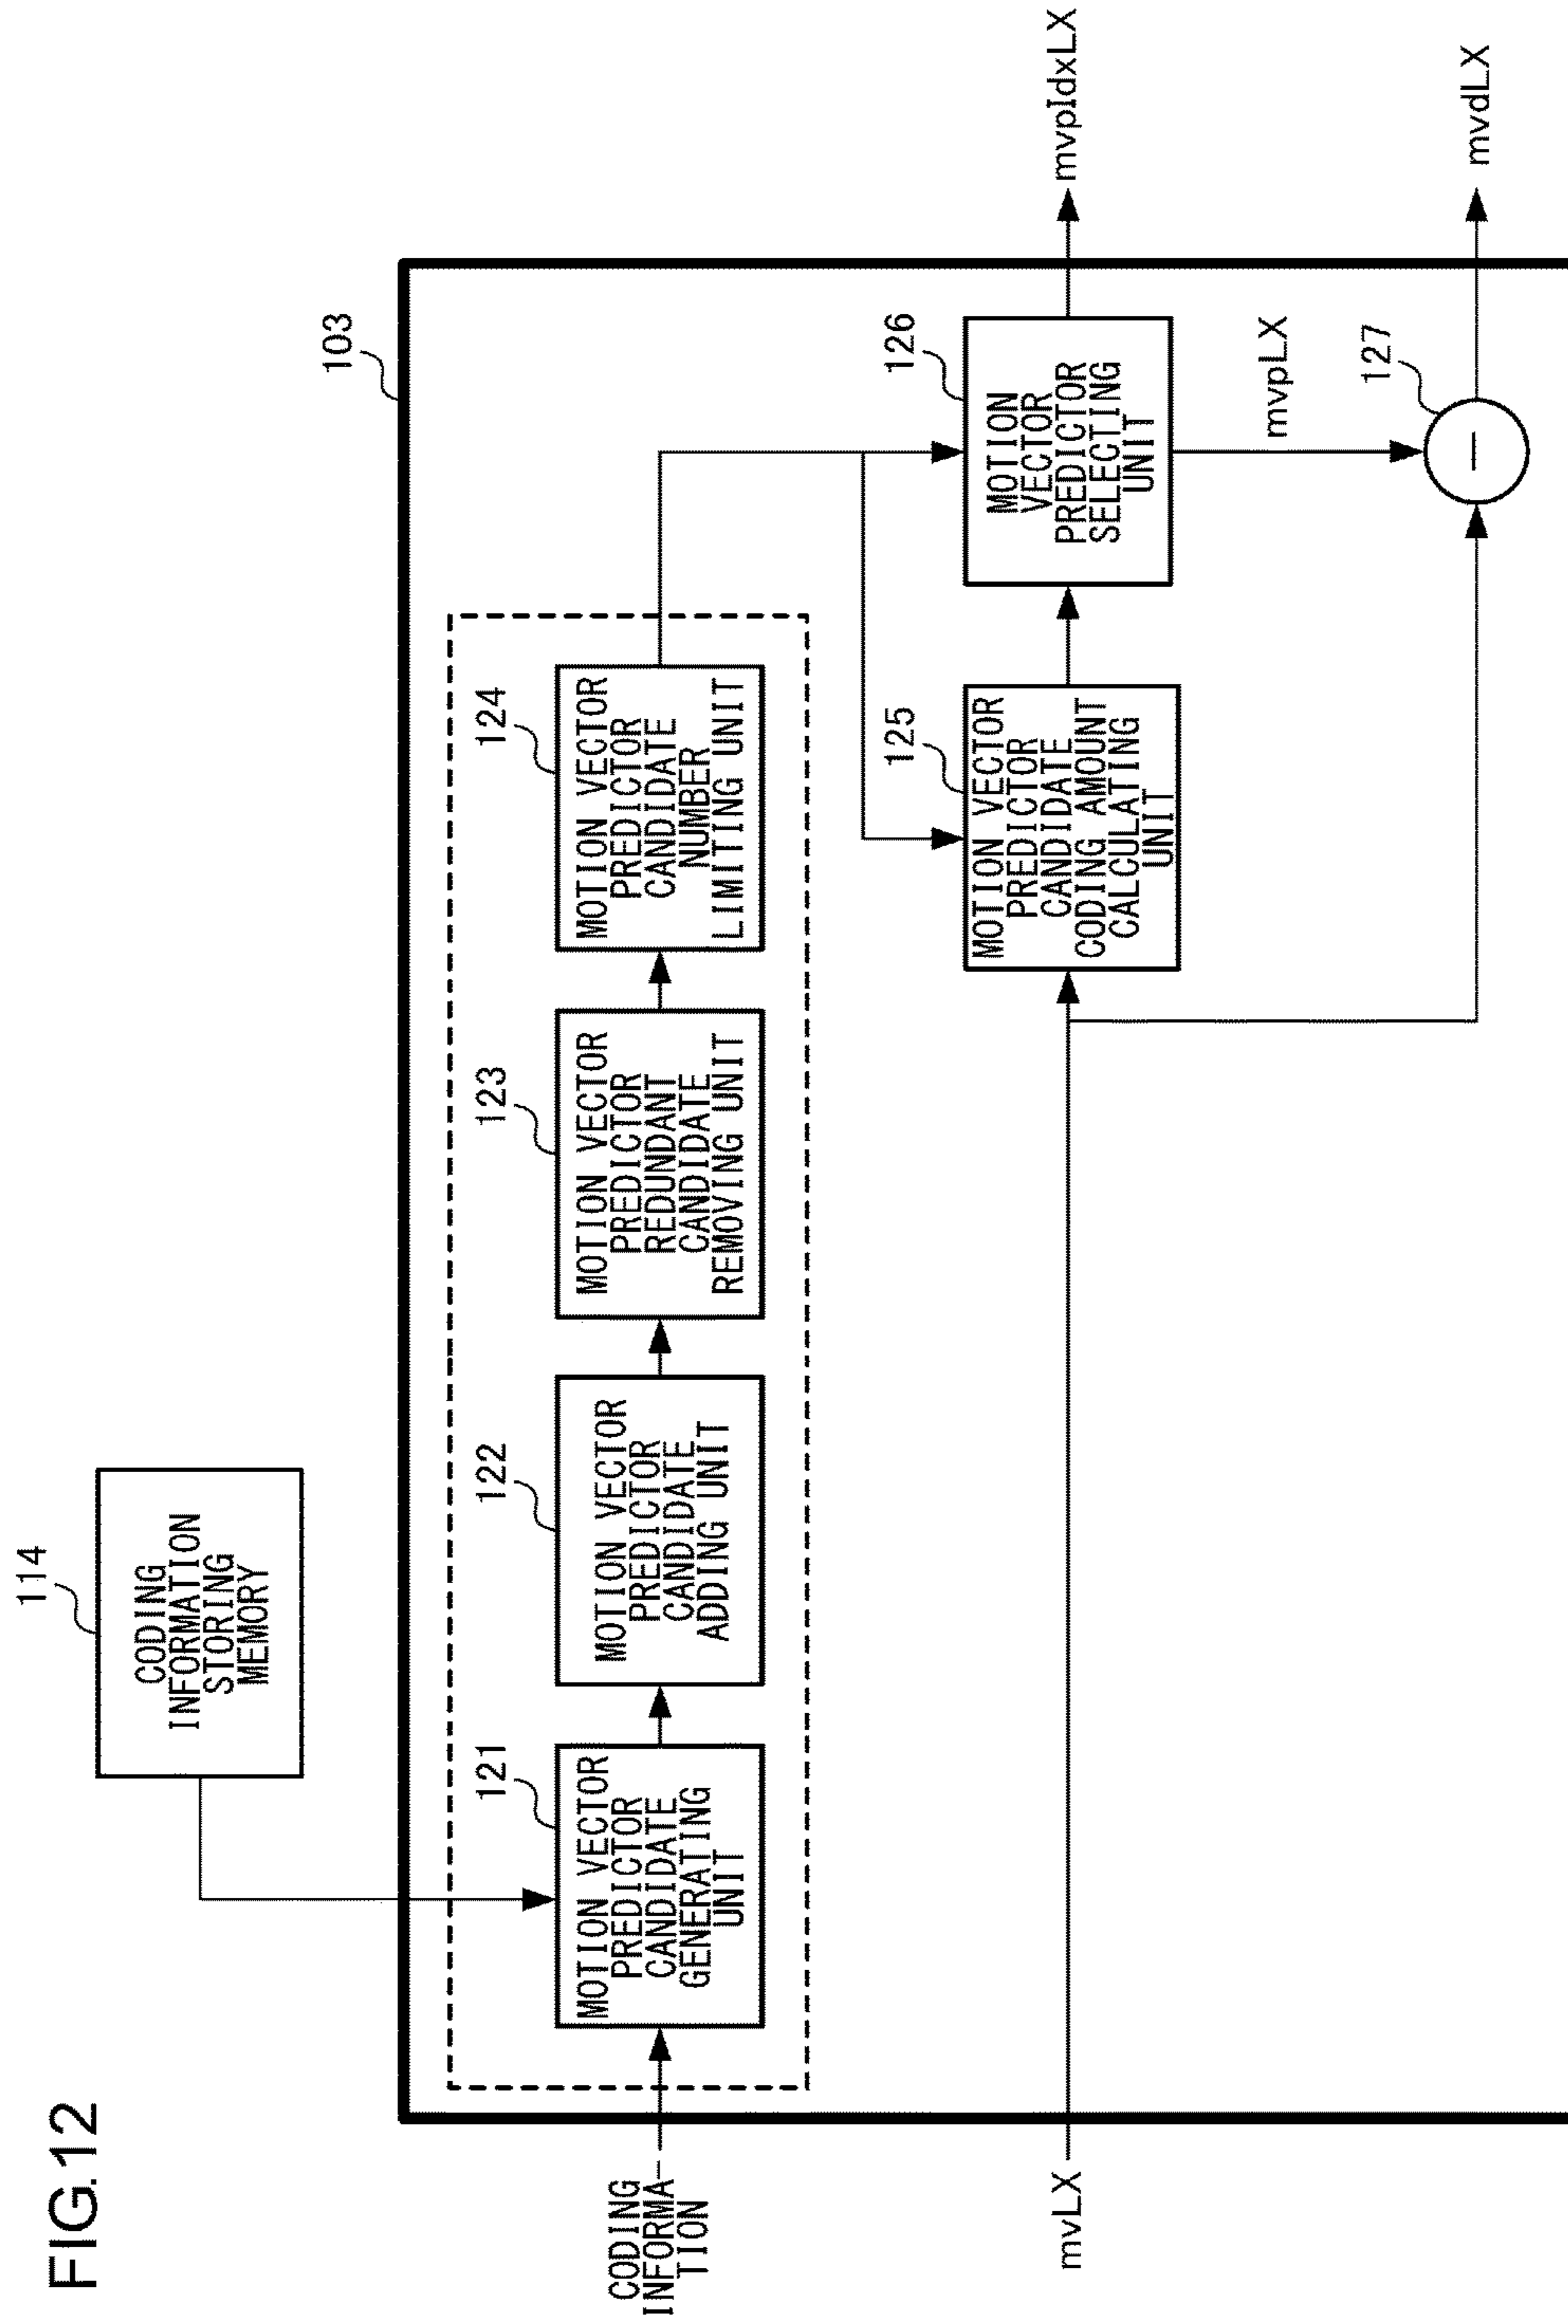 FIG.12
114
CODING
INFORMATION
STORING
MEMORY
103
121
MOTION VECTOR
PREDICTOR
CANDIDATE
GENERATING
UNIT
122
MOTION VECTOR
PREDICTOR
CANDIDATE
ADDING UNIT
123
MOTION VECTOR
PREDICTOR
REDUNDANT
CANDIDATE
REMOVING UNIT
124
MOTION VECTOR
PREDICTOR
CANDIDATE
NUMBER
LIMITING UNIT
CODING
INFORMA-
TION
125
MOTION VECTOR
PREDICTOR
CANDIDATE
CODING AMOUNT
CALCULATING
UNIT
126
MOTION
VECTOR
PREDICTOR
SELECTING
UNIT
mvLX
mvpIdxLX
mvpLX
127
−
mvdLX